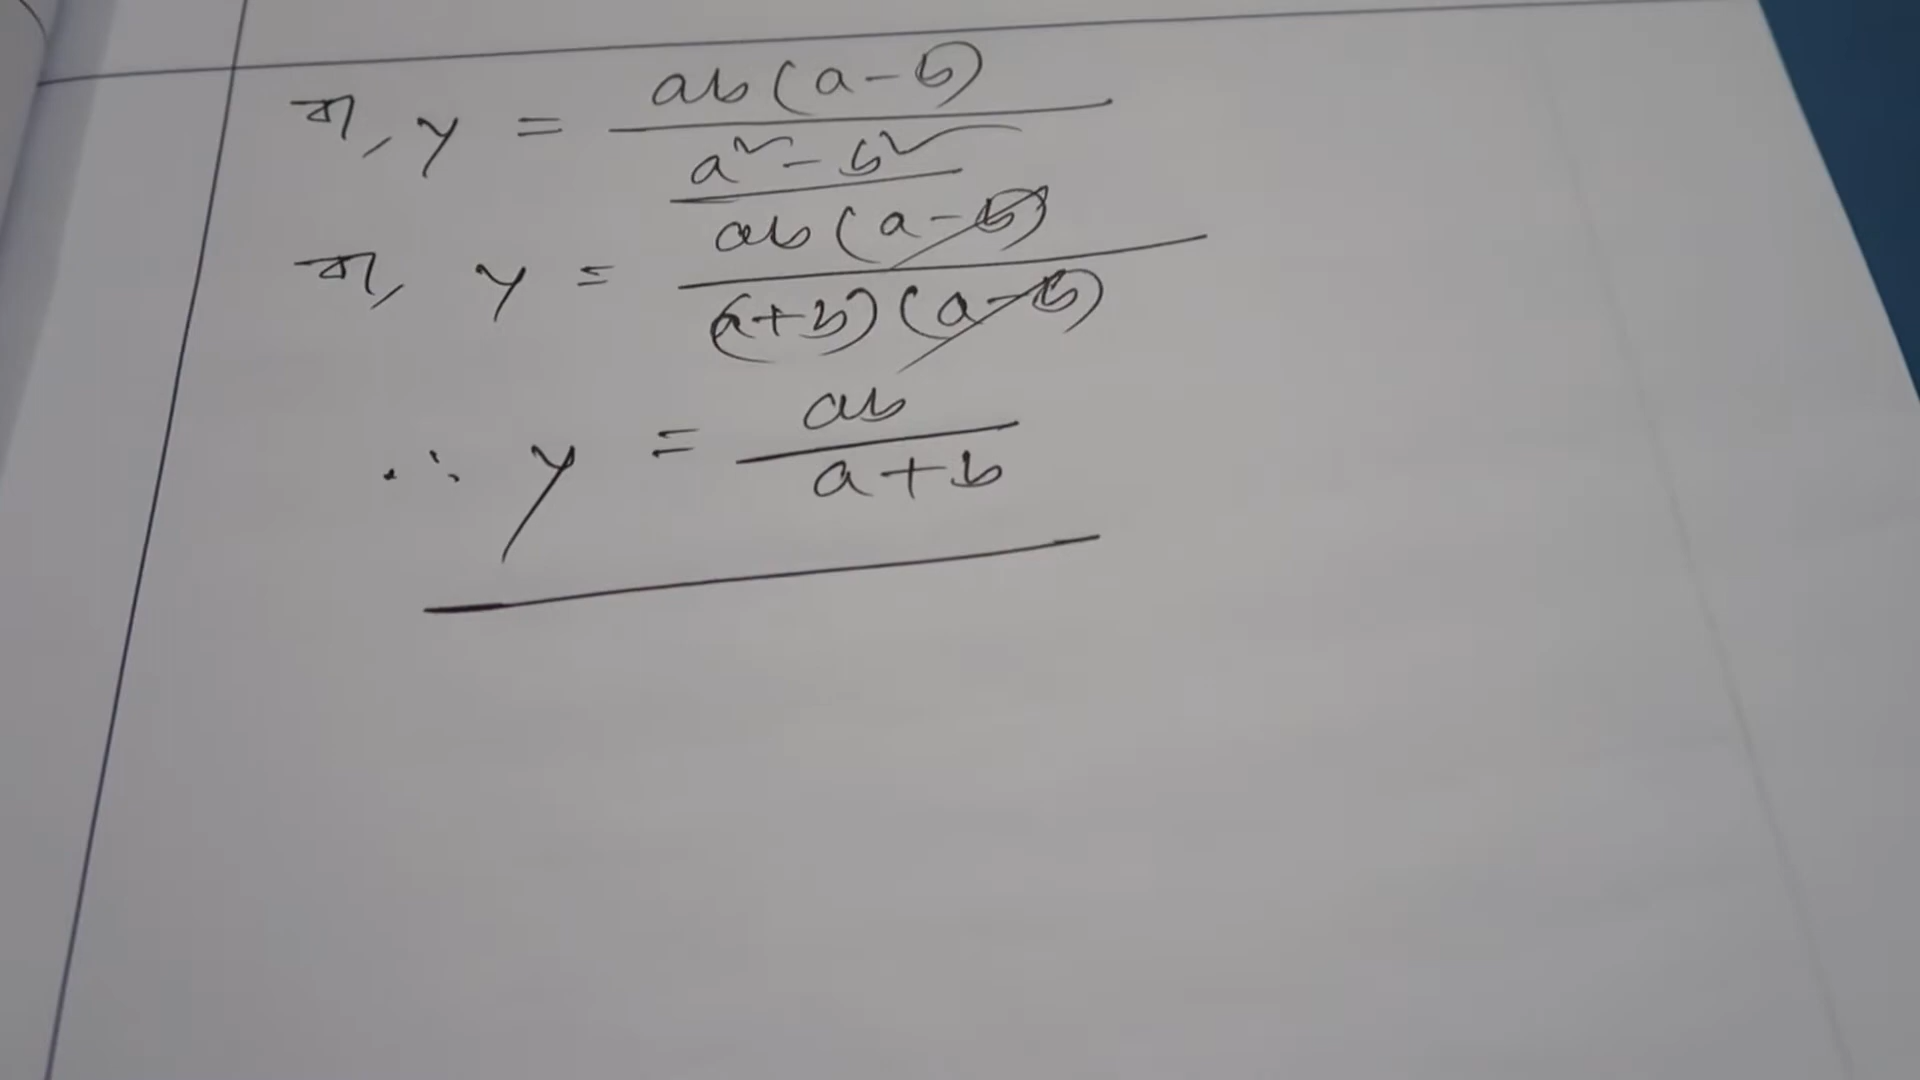 বা, y = ab(a-b) / a² - b²
বা, y = ab(a-b) / (a+b)(a-b)
∴ y = ab / a+b